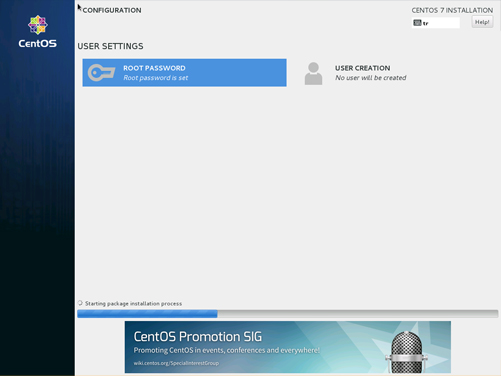 CentOS
CONFIGURATION
CENTOS 7 INSTALLATION
tr
Help!
USER SETTINGS
ROOT PASSWORD
Root password is set
USER CREATION
No user will be created
Starting package installation process
CentOS Promotion SIG
Promoting CentOS in events, conferences and everywhere!
wiki.centos.org/SpecialInterestGroup